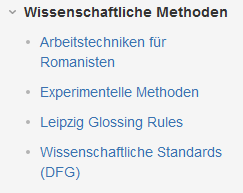 Wissenschaftliche Methoden
Arbeitstechniken für
Romanisten
Experimentelle Methoden
Leipzig Glossing Rules
Wissenschaftliche Standards
(DFG)